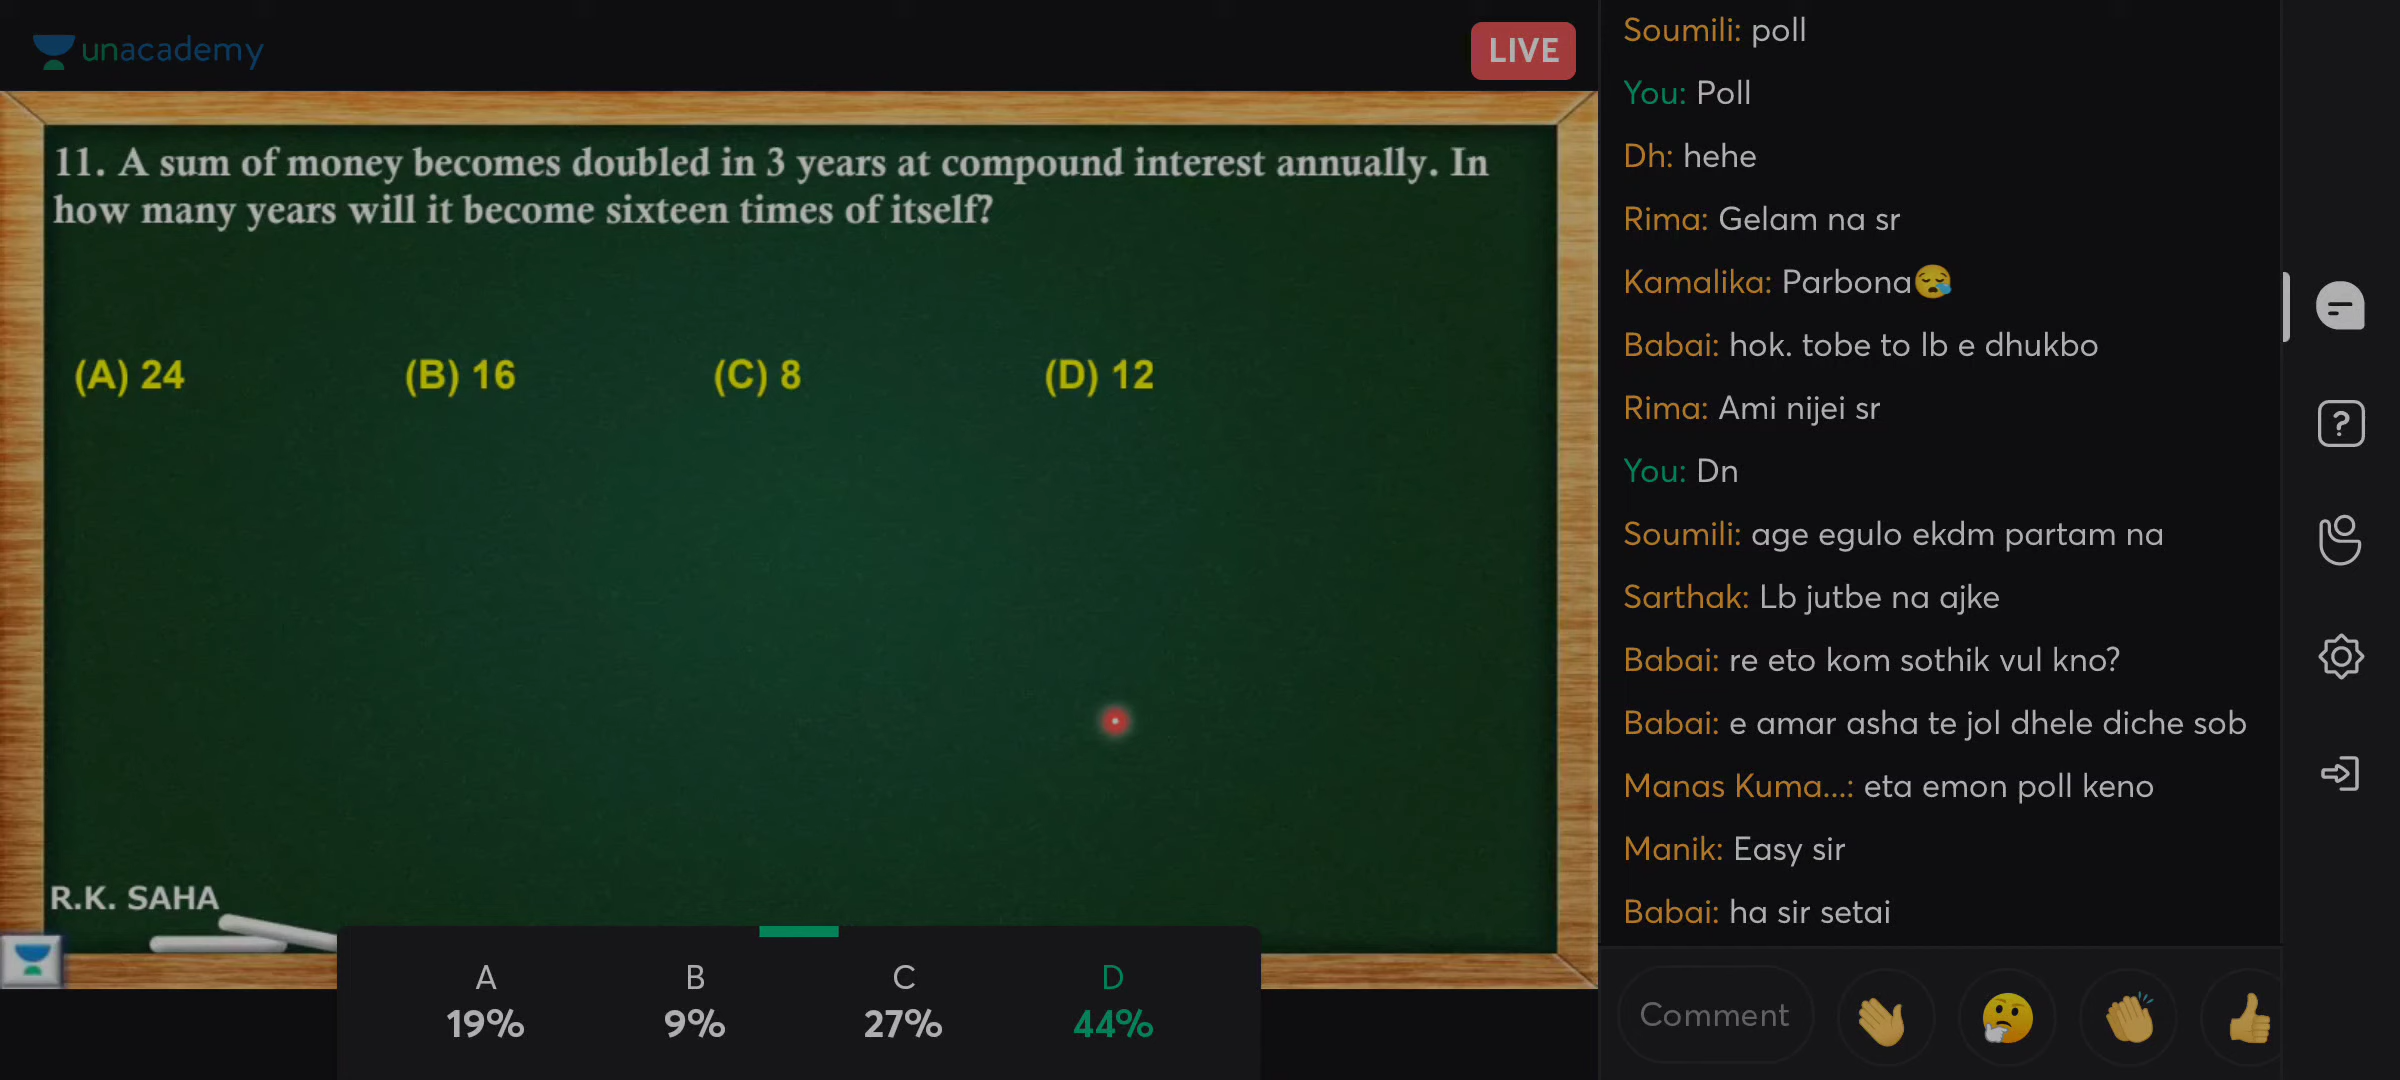 unacademy
LIVE
11. A sum of money becomes doubled in 3 years at compound interest annually. In
how many years will it become sixteen times of itself?
(A) 24 (B) 16 (C) 8 (D) 12
R.K. SAHA
A B C D
19% 9% 27% 44%
Soumili: poll
You: Poll
Dh: hehe
Rima: Gelam na sr
Kamalika: Parbona😪
Babai: hok. tobe to lb e dhukbo
Rima: Ami nijei sr
You: Dn
Soumili: age egulo ekdm partam na
Sarthak: Lb jutbe na ajke
Babai: re eto kom sothik vul kno?
Babai: e amar asha te jol dhele diche sob
Manas Kuma...: eta emon poll keno
Manik: Easy sir
Babai: ha sir setai
Comment